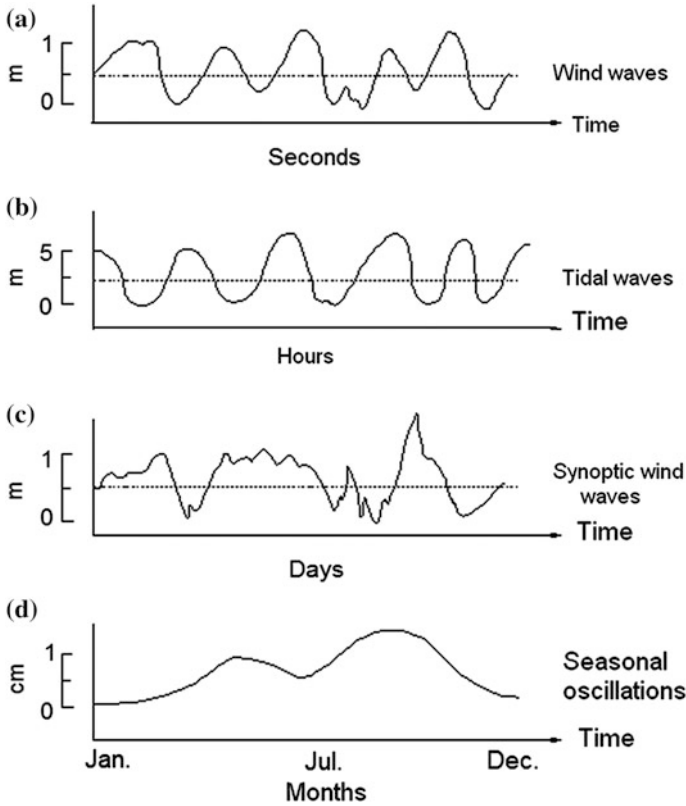 (a)
1
m
0
Wind waves
Time
Seconds
(b)
5
m
0
Tidal waves
Time
Hours
(c)
1
m
0
Synoptic wind
waves
Time
Days
(d)
1
cm
0
Seasonal
oscillations
Time
Jan.
Jul.
Dec.
Months